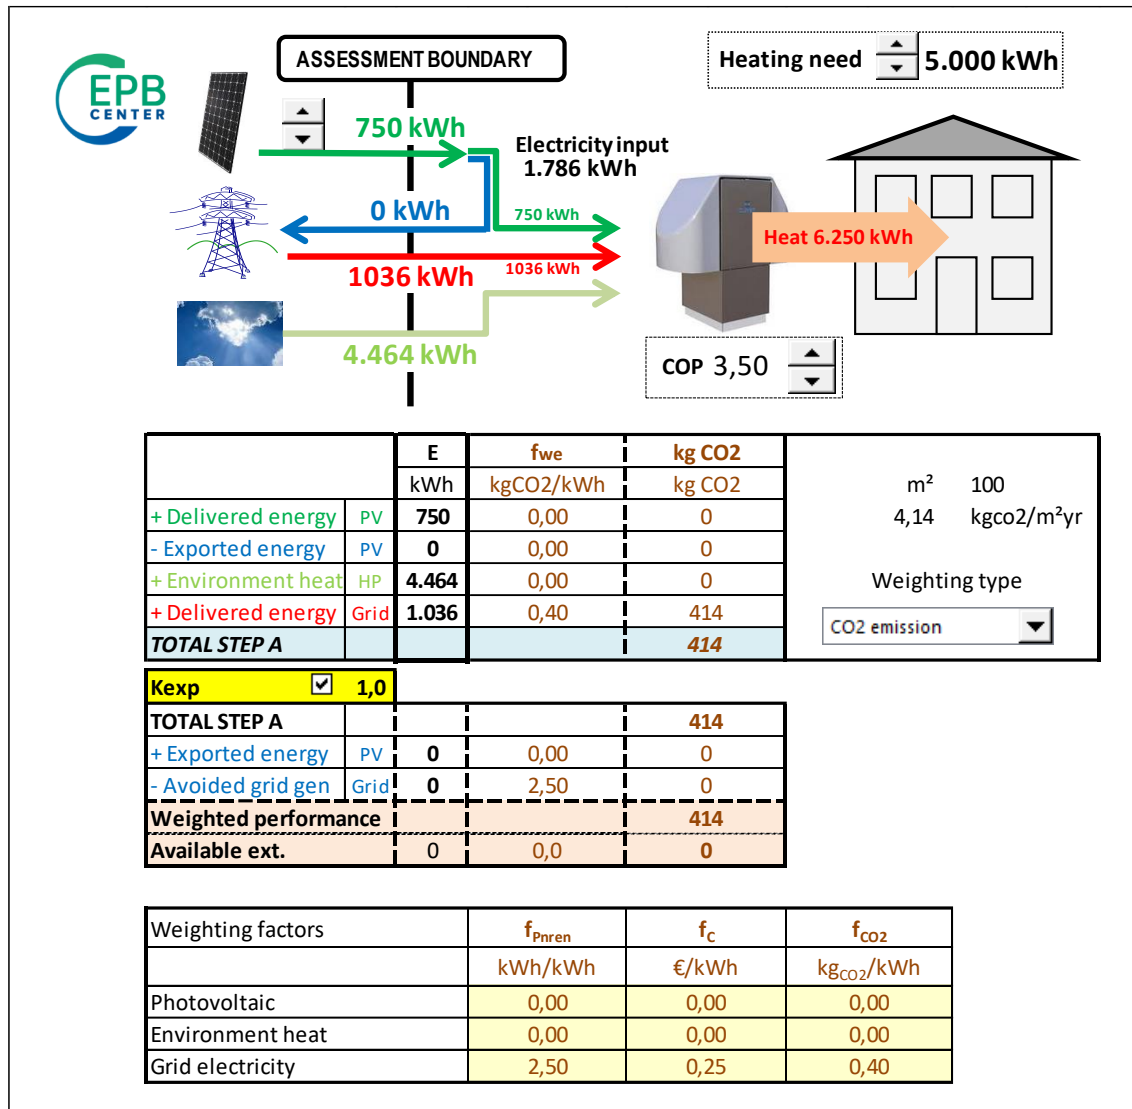 EPB
CENTER
ASSESSMENT BOUNDARY
Heating need 5.000 kWh
750 kWh
Electricity input
1.786 kWh
0 kWh
750 kWh
Heat 6.250 kWh
1036 kWh
1036 kWh
4.464 kWh
COP 3,50
E fwe kg CO2
kWh kgCO2/kWh kg CO2
+ Delivered energy PV 750 0,00 0
- Exported energy PV 0 0,00 0
+ Environment heat HP 4.464 0,00 0
+ Delivered energy Grid 1.036 0,40 414
TOTAL STEP A 414
m² 100
4,14 kgco2/m²yr
Weighting type
CO2 emission
Kexp 1,0
TOTAL STEP A 414
+ Exported energy PV 0 0,00 0
- Avoided grid gen Grid 0 2,50 0
Weighted performance 414
Available ext. 0 0,0 0
Weighting factors fPnren fC fCO2
kWh/kWh €/kWh kgCO2/kWh
Photovoltaic 0,00 0,00 0,00
Environment heat 0,00 0,00 0,00
Grid electricity 2,50 0,25 0,40